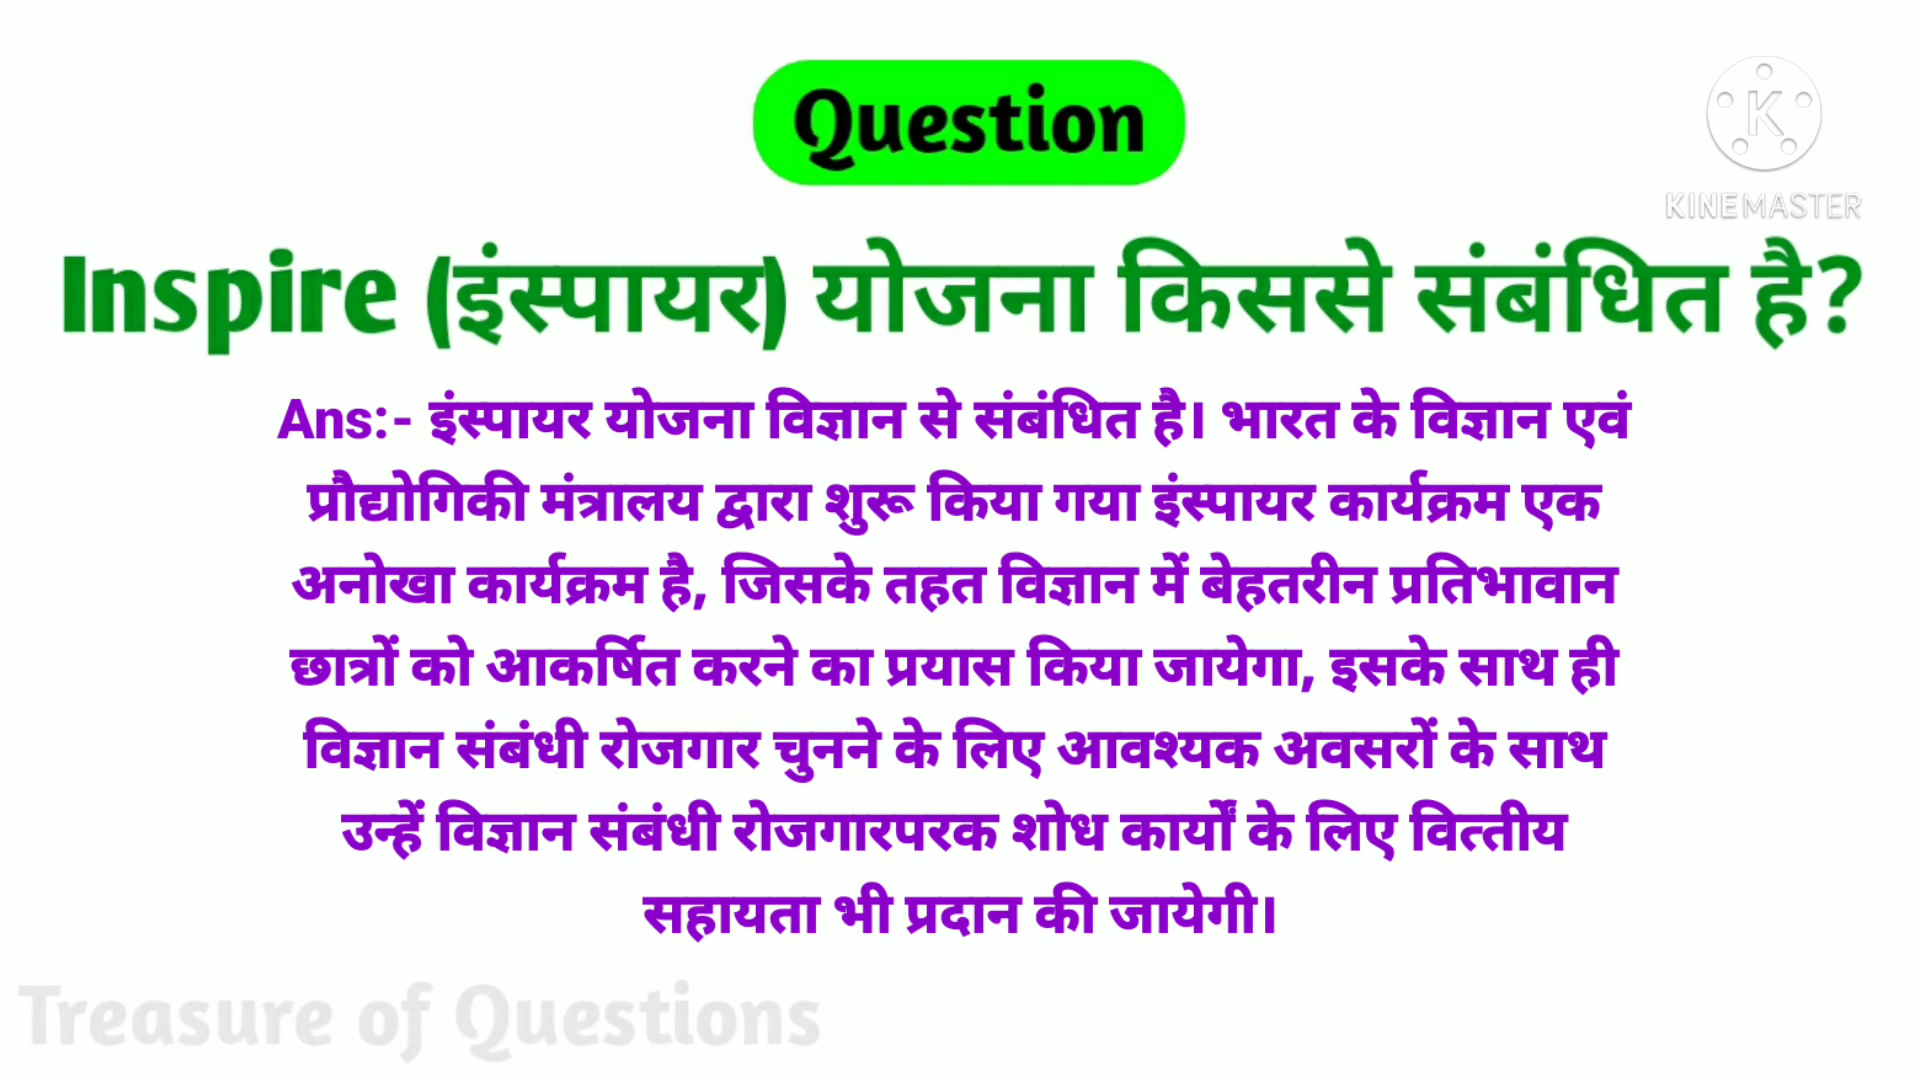 Question
K
KINEMASTER
Inspire (इंस्पायर) योजना किससे संबंधित है?
Ans:- इंस्पायर योजना विज्ञान से संबंधित है। भारत के विज्ञान एवं
प्रौद्योगिकी मंत्रालय द्वारा शुरू किया गया इंस्पायर कार्यक्रम एक
अनोखा कार्यक्रम है, जिसके तहत विज्ञान में बेहतरीन प्रतिभावान
छात्रों को आकर्षित करने का प्रयास किया जायेगा, इसके साथ ही
विज्ञान संबंधी रोजगार चुनने के लिए आवश्यक अवसरों के साथ
उन्हें विज्ञान संबंधी रोजगारपरक शोध कार्यों के लिए वित्तीय
सहायता भी प्रदान की जायेगी।
Treasure of Questions